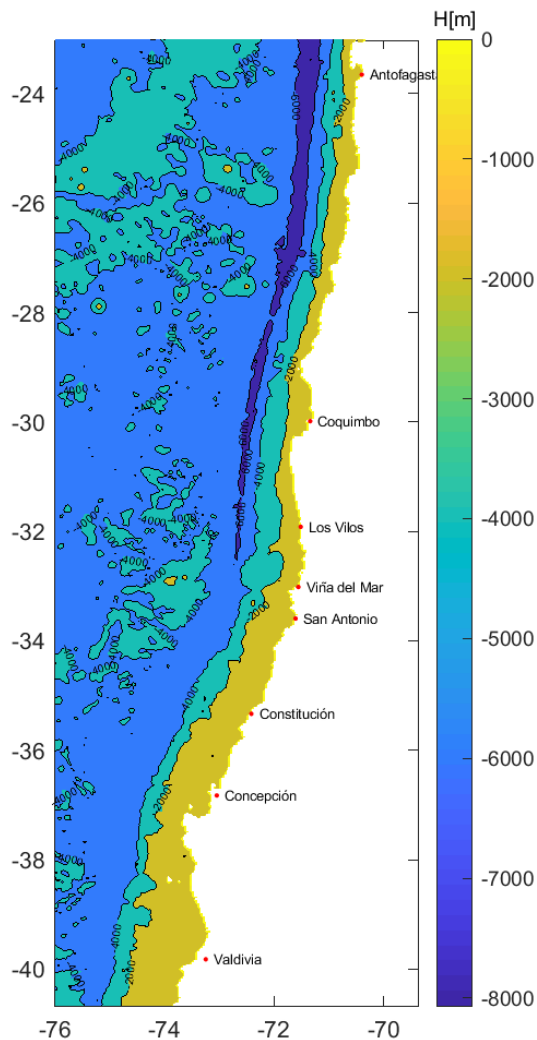 H[m]
0
-1000
-2000
-3000
-4000
-5000
-6000
-7000
-8000
-24
-26
-28
-30
-32
-34
-36
-38
-40
-76
-74
-72
-70
Antofagasta
Coquimbo
Los Vilos
Viña del Mar
San Antonio
Constitución
Concepción
Valdivia
-4000
-6000
-2000